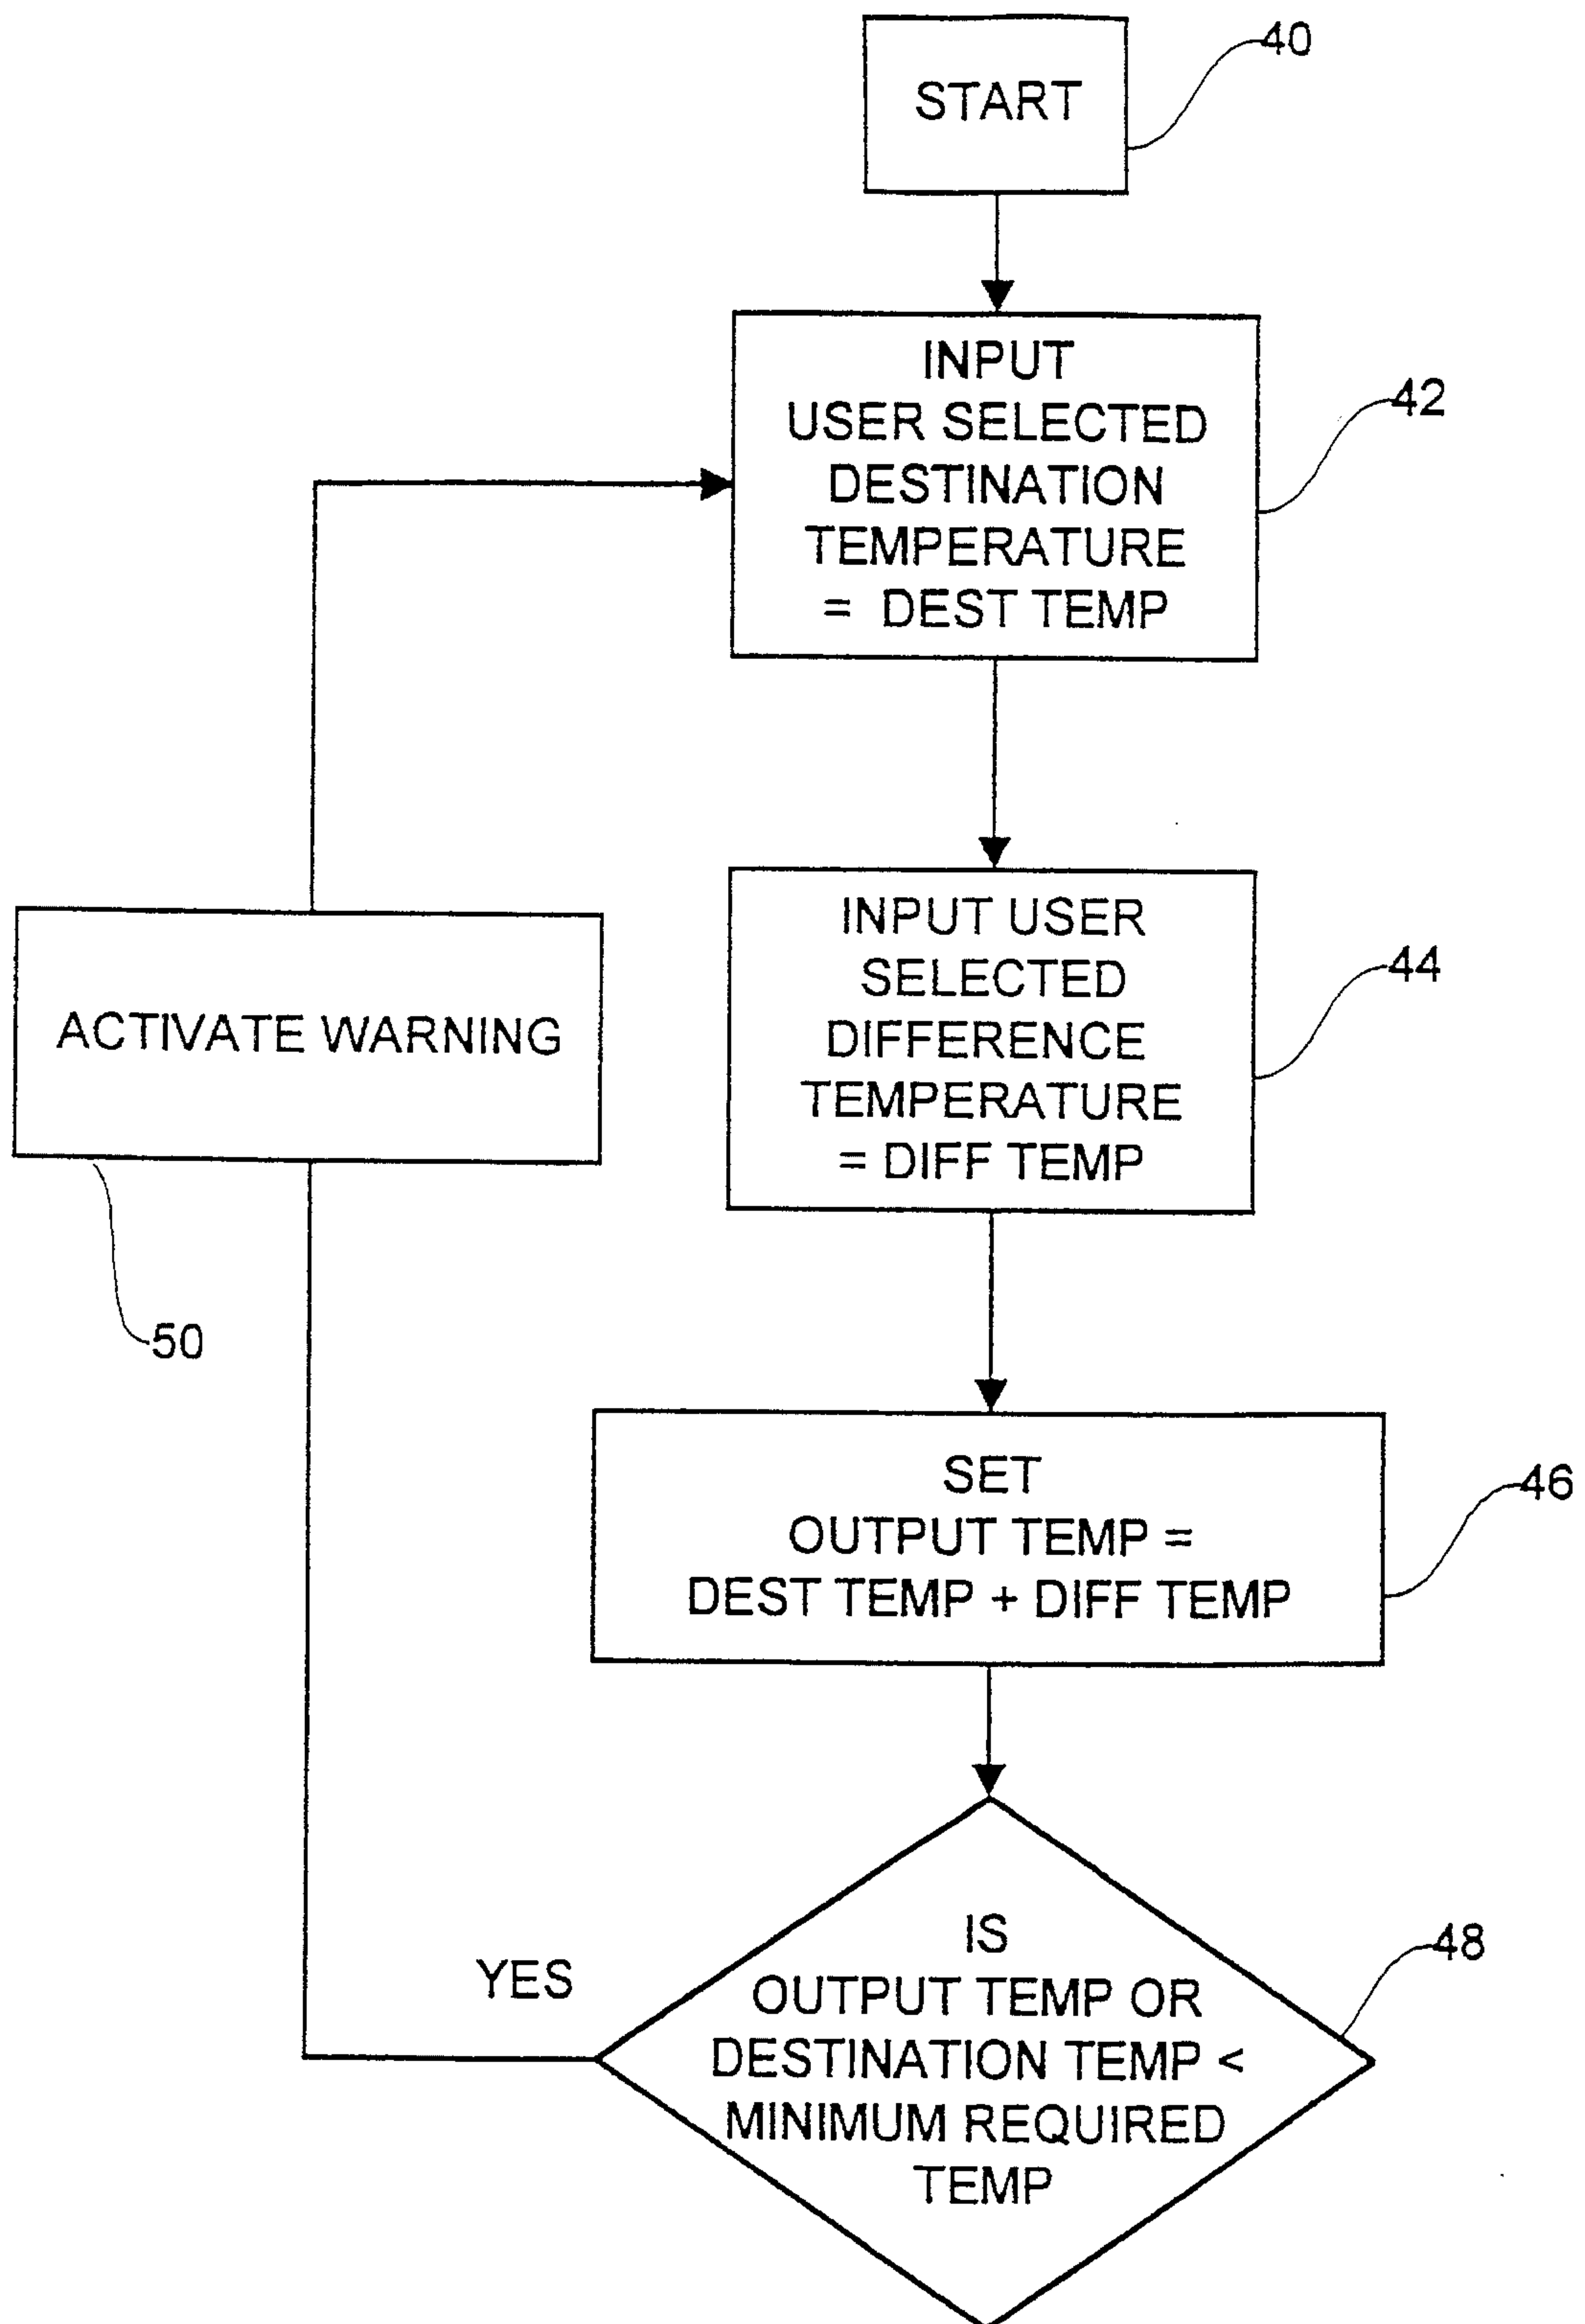 START
40
INPUT
USER SELECTED
DESTINATION
TEMPERATURE
= DEST TEMP
42
INPUT USER
SELECTED
DIFFERENCE
TEMPERATURE
= DIFF TEMP
44
ACTIVATE WARNING
50
SET
OUTPUT TEMP =
DEST TEMP + DIFF TEMP
46
YES
IS
OUTPUT TEMP OR
DESTINATION TEMP <
MINIMUM REQUIRED
TEMP
48